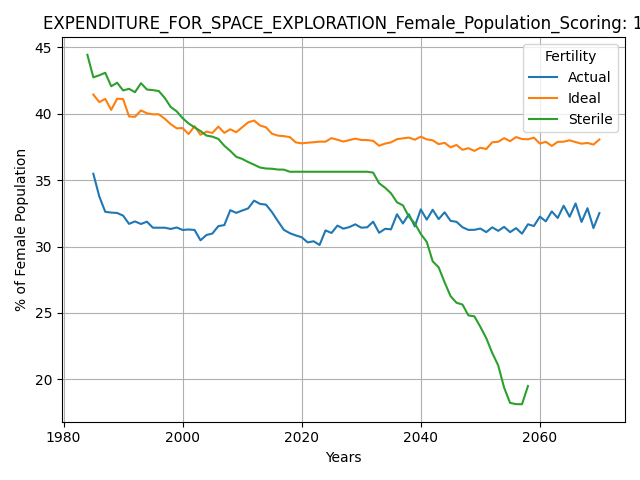 EXPENDITURE_FOR_SPACE_EXPLORATION_Female_Population_Scoring: 1
45
40
35
30
25
20
% of Female Population
Fertility
Actual
Ideal
Sterile
1980 2000 2020 2040 2060
Years